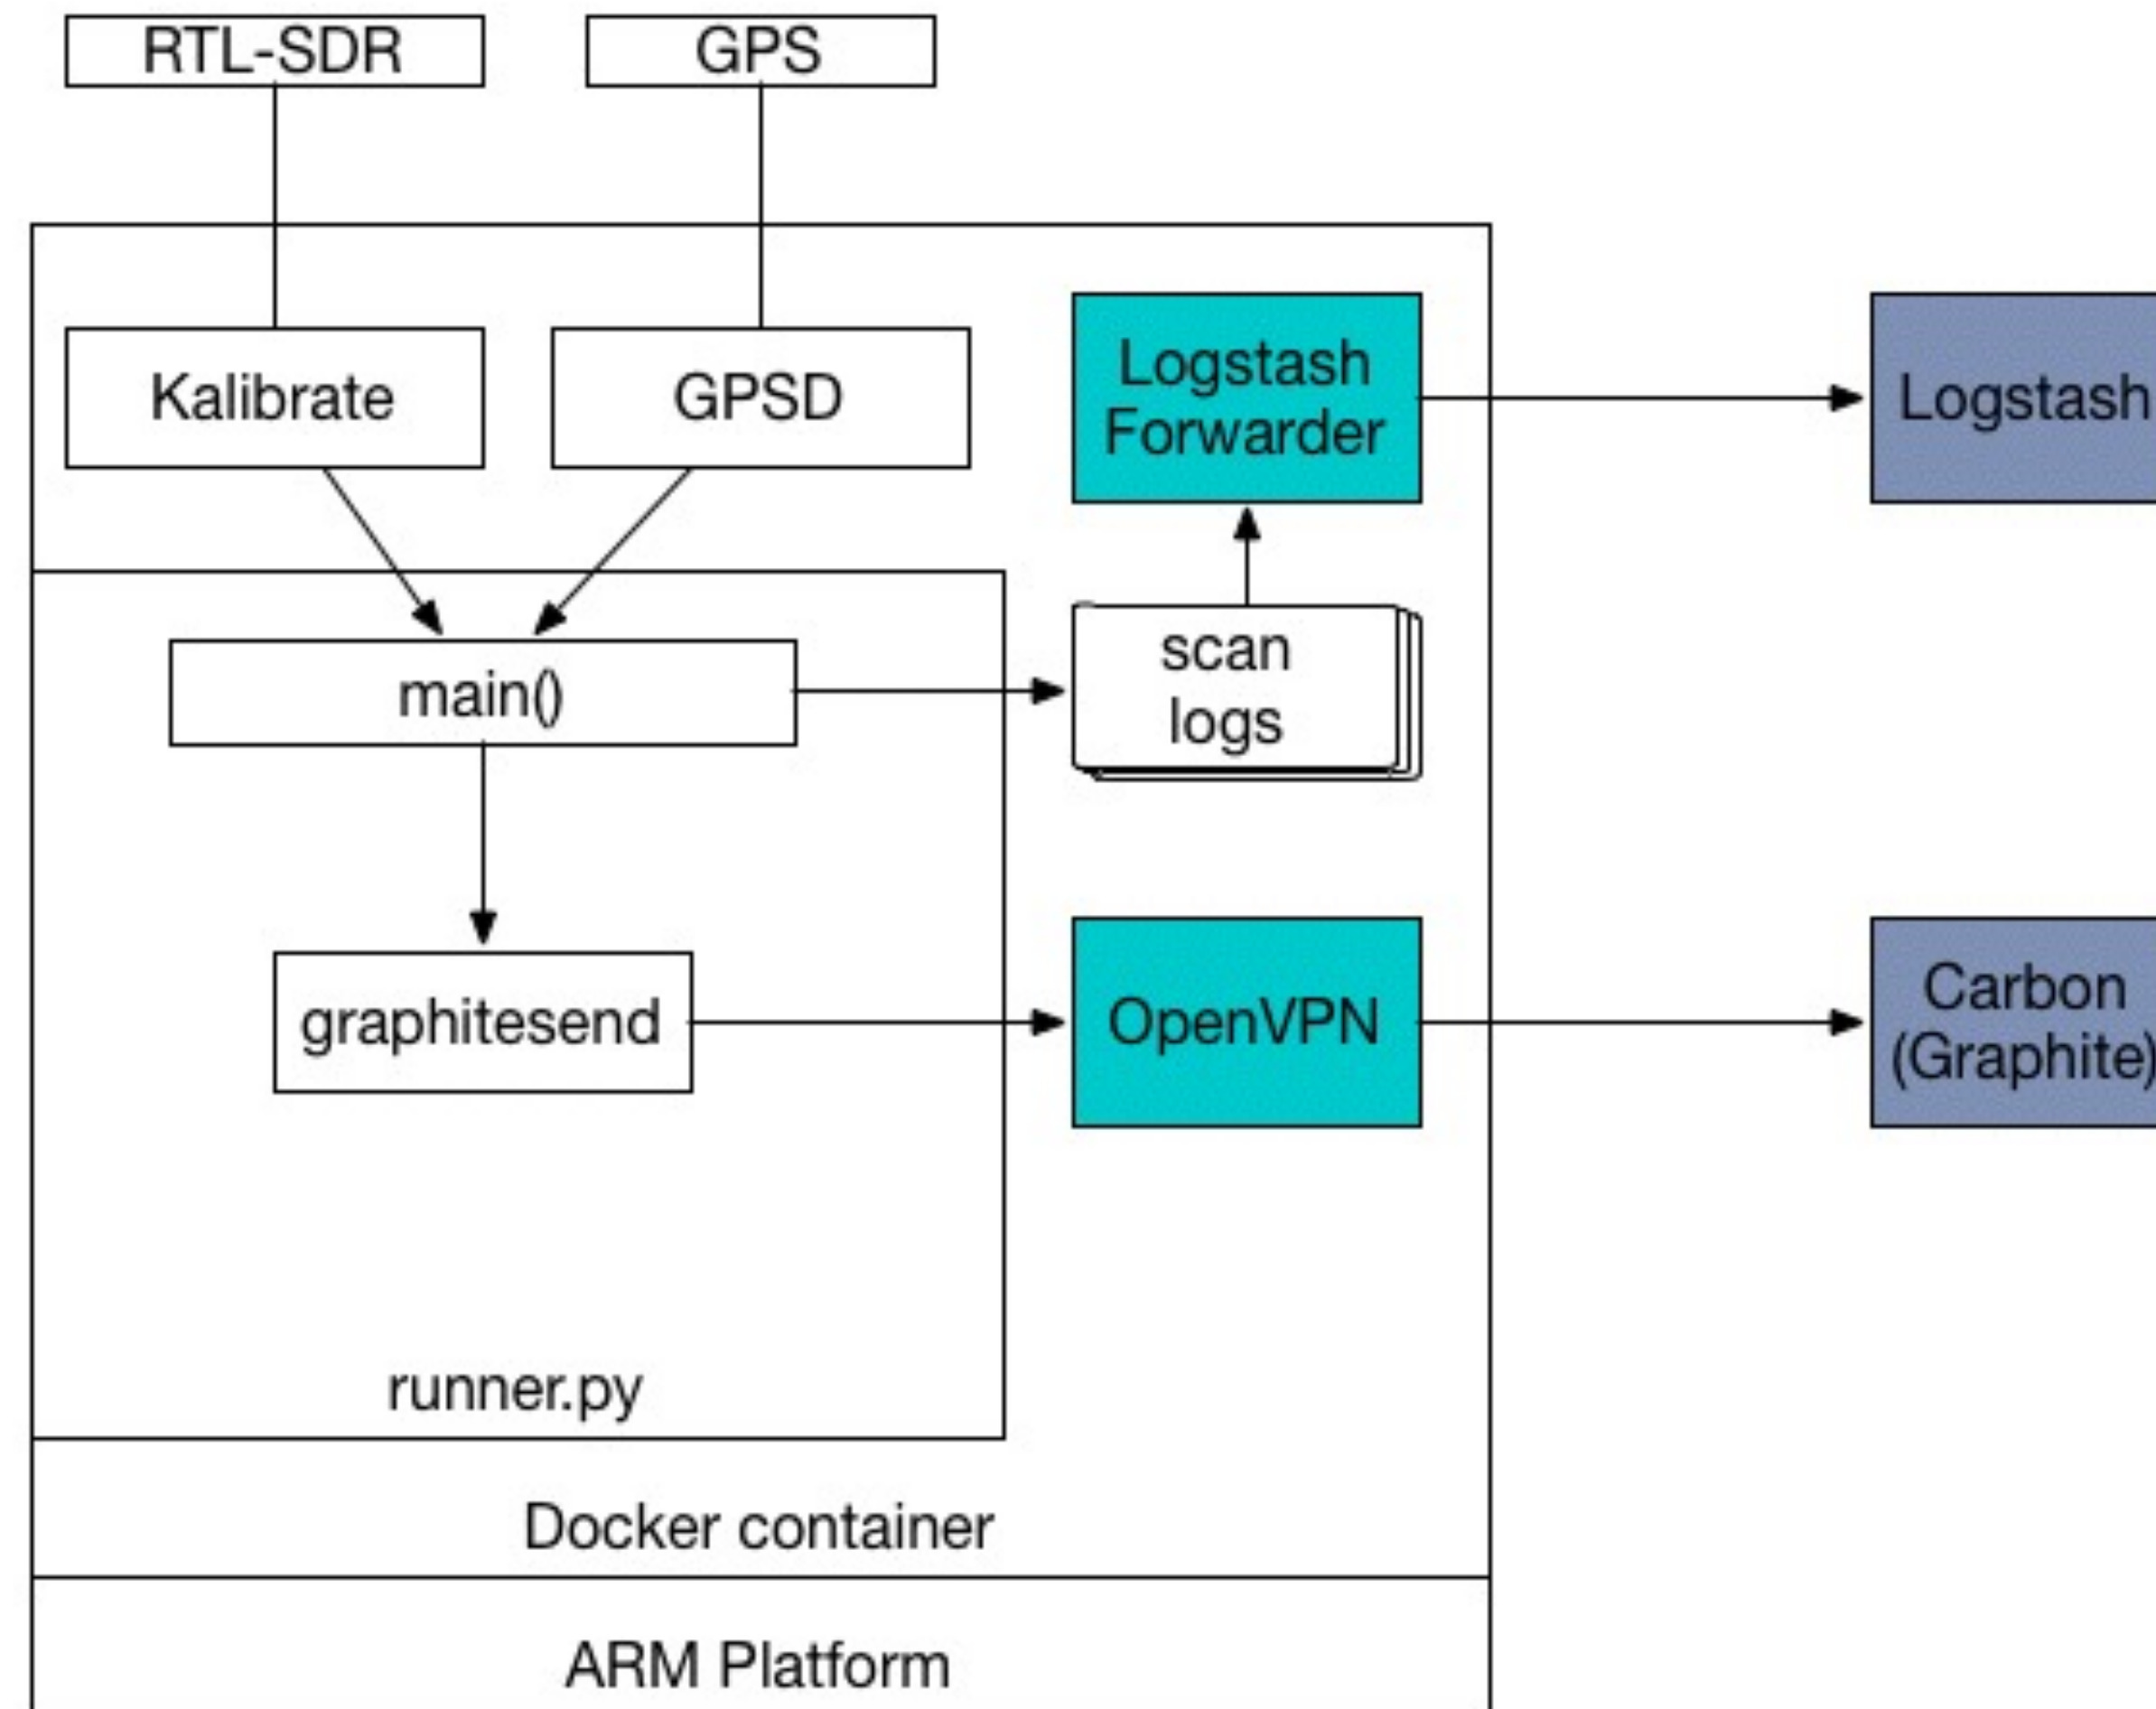 RTL-SDR
GPS
Kalibrate
GPSD
Logstash
Forwarder
Logstash
main()
scan
logs
graphitesend
OpenVPN
Carbon
(Graphite)
runner.py
Docker container
ARM Platform